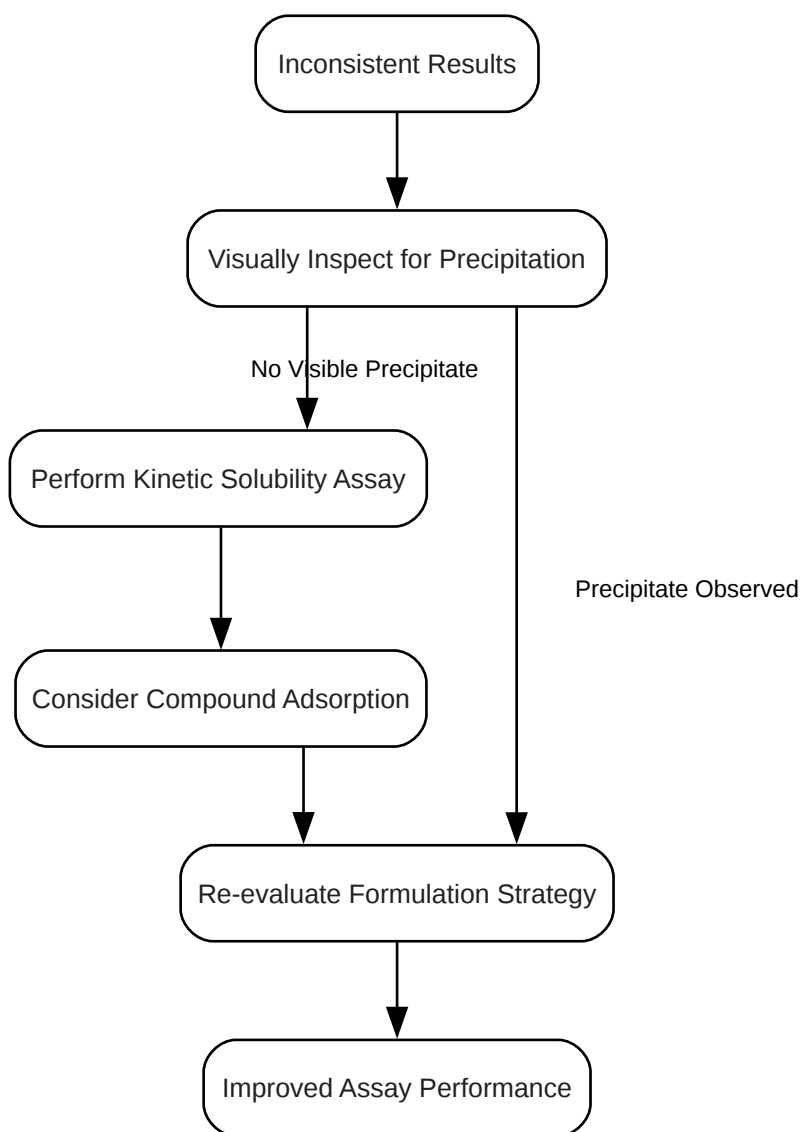 Inconsistent Results
Visually Inspect for Precipitation
No Visible Precipitate
Perform Kinetic Solubility Assay
Precipitate Observed
Consider Compound Adsorption
Re-evaluate Formulation Strategy
Improved Assay Performance